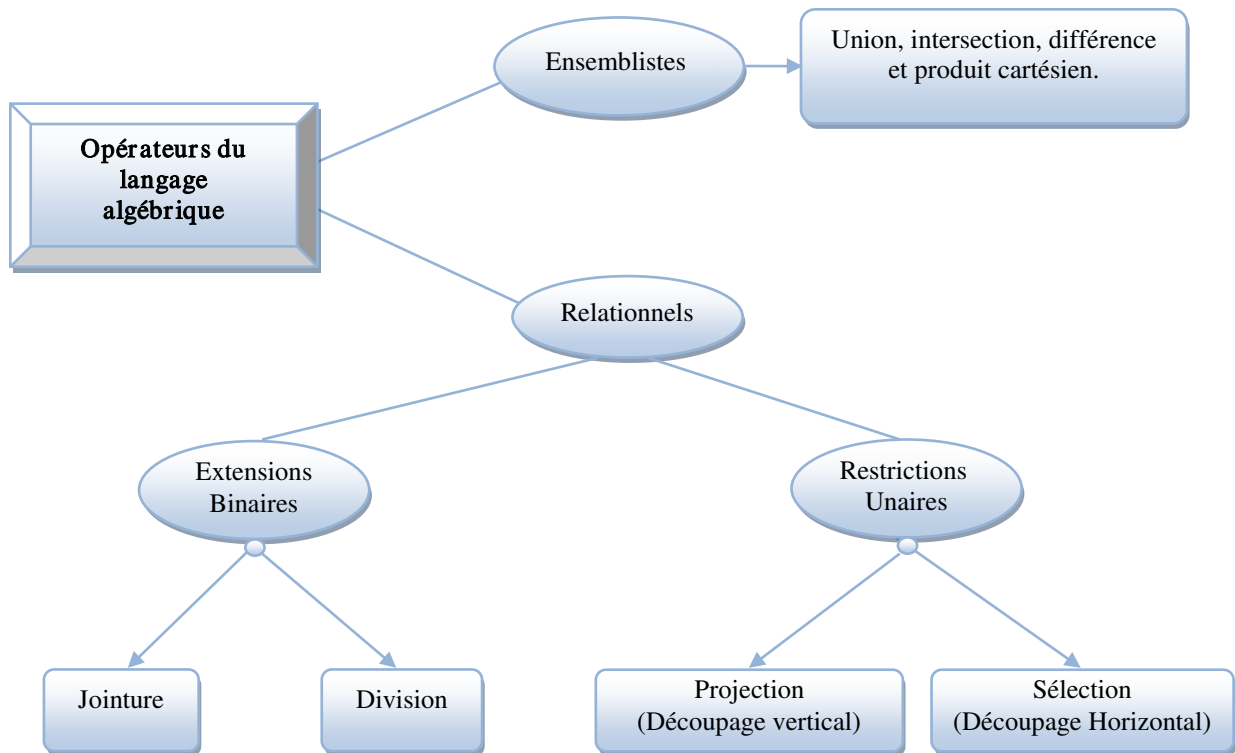 Ensemblistes
Union, intersection, différence
et produit cartésien.
Opérateurs du
langage
algébrique
Relationnels
Extensions
Binaires
Restrictions
Unaires
Jointure
Division
Projection
(Découpage vertical)
Sélection
(Découpage Horizontal)